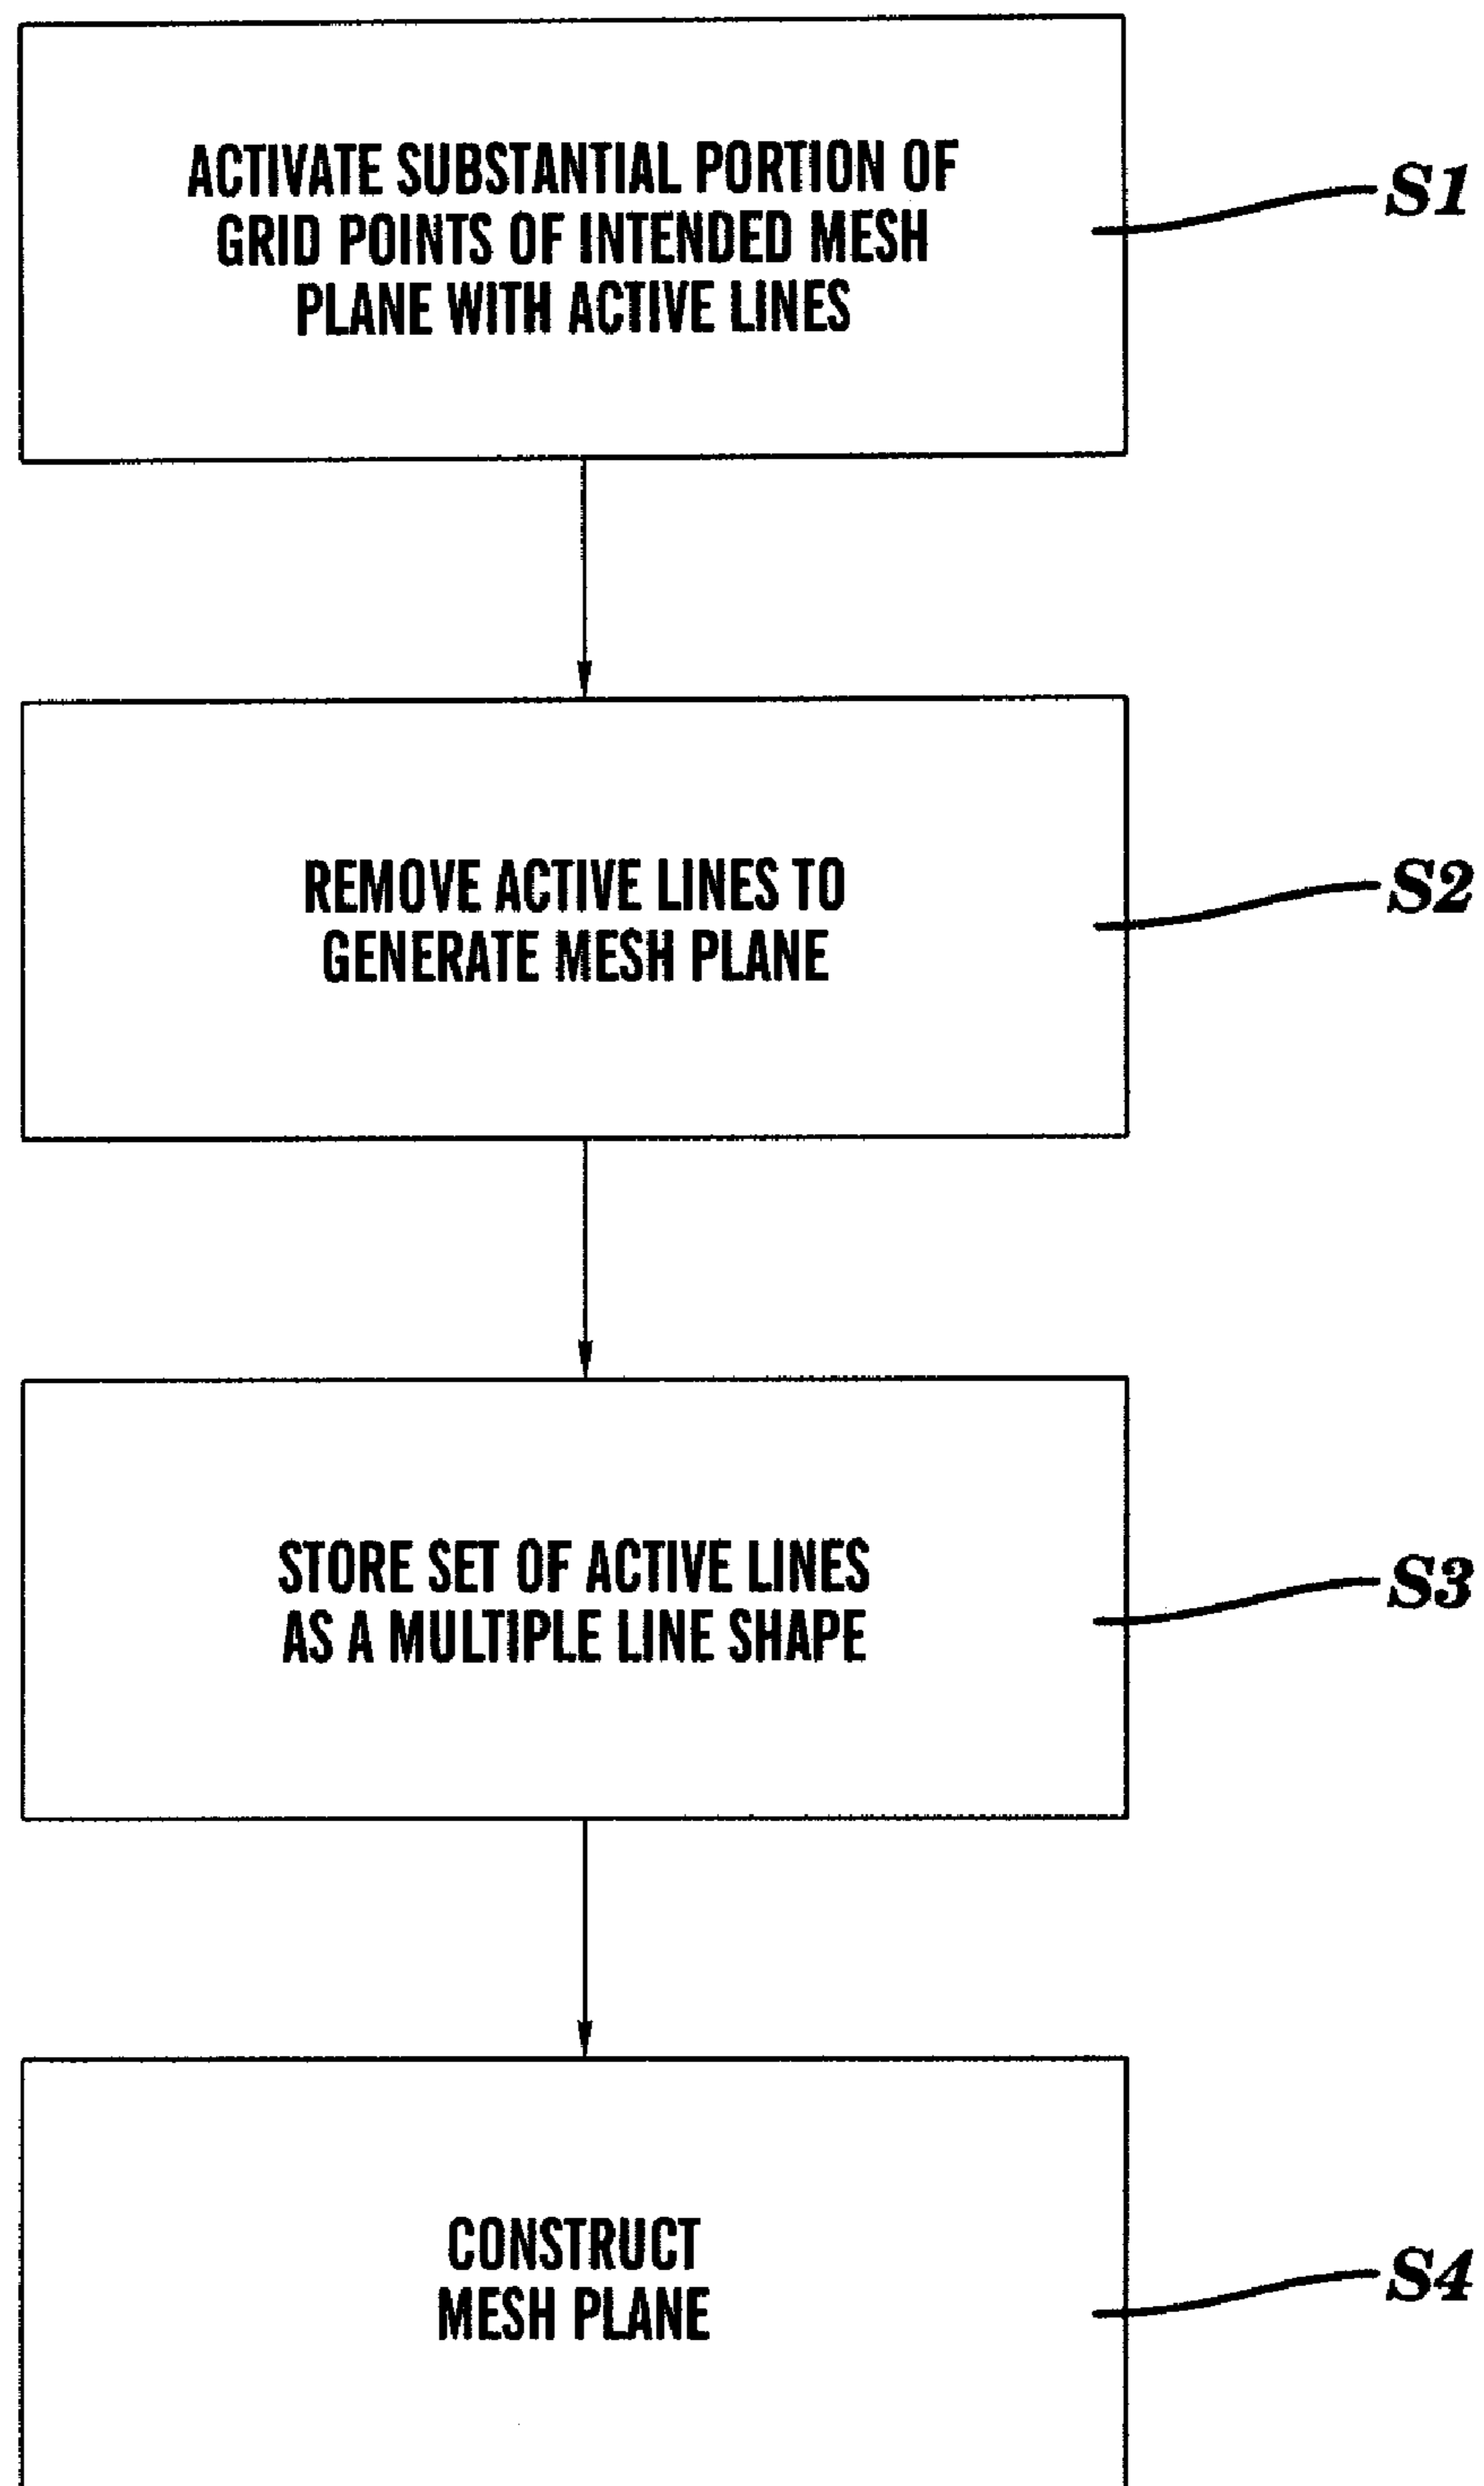 ACTIVATE SUBSTANTIAL PORTION OF
GRID POINTS OF INTENDED MESH
PLANE WITH ACTIVE LINES
S1
REMOVE ACTIVE LINES TO
GENERATE MESH PLANE
S2
STORE SET OF ACTIVE LINES
AS A MULTIPLE LINE SHAPE
S3
CONSTRUCT
MESH PLANE
S4